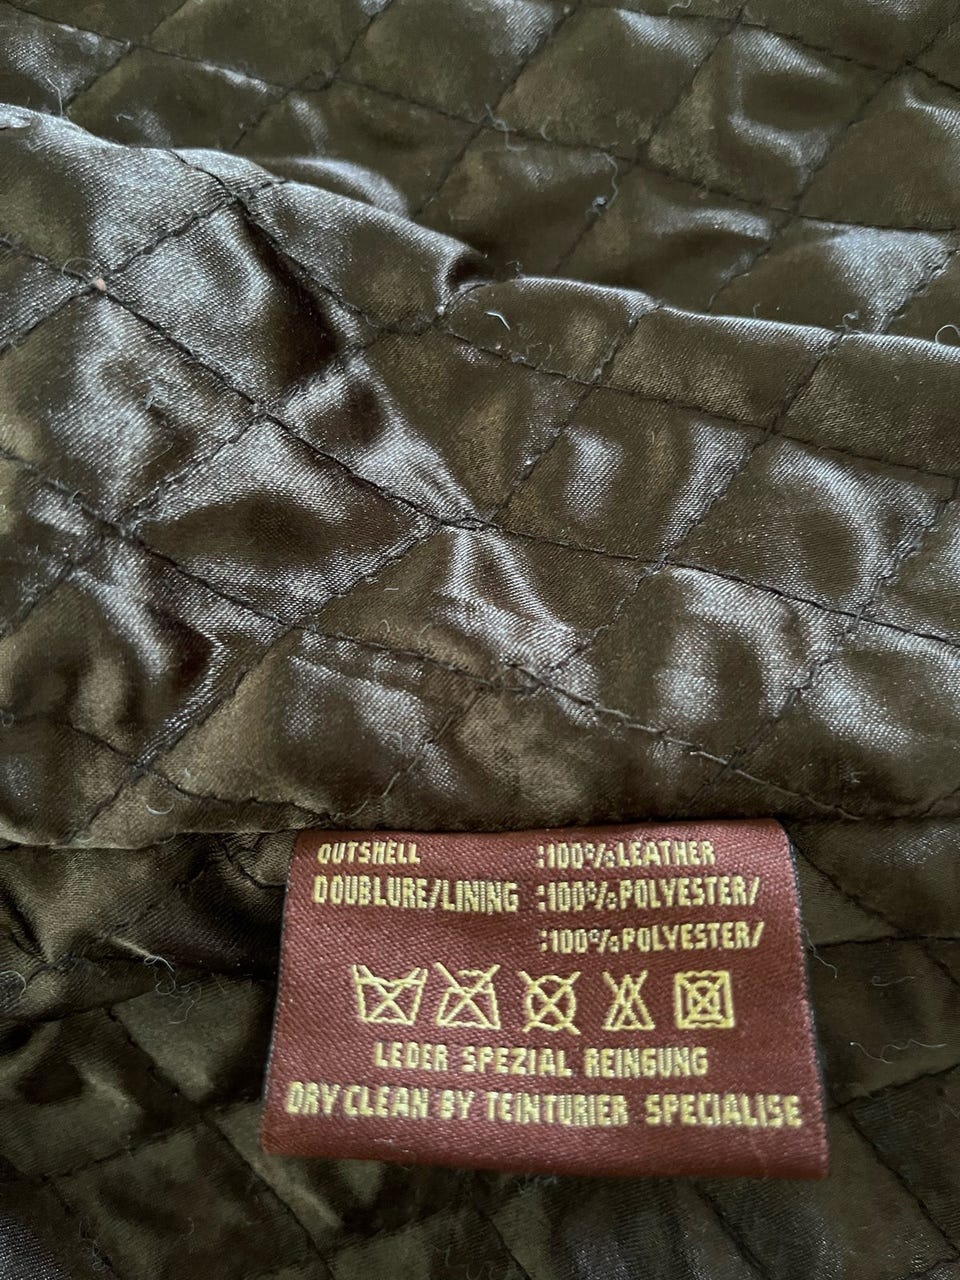 OUTSHELL :100%LEATHER
DOUBLURE/LINING :100%POLYESTER/
:100%POLYESTER/
LEDER SPEZIAL REINGUNG
DRY CLEAN BY TEINTURIER SPECIALISE